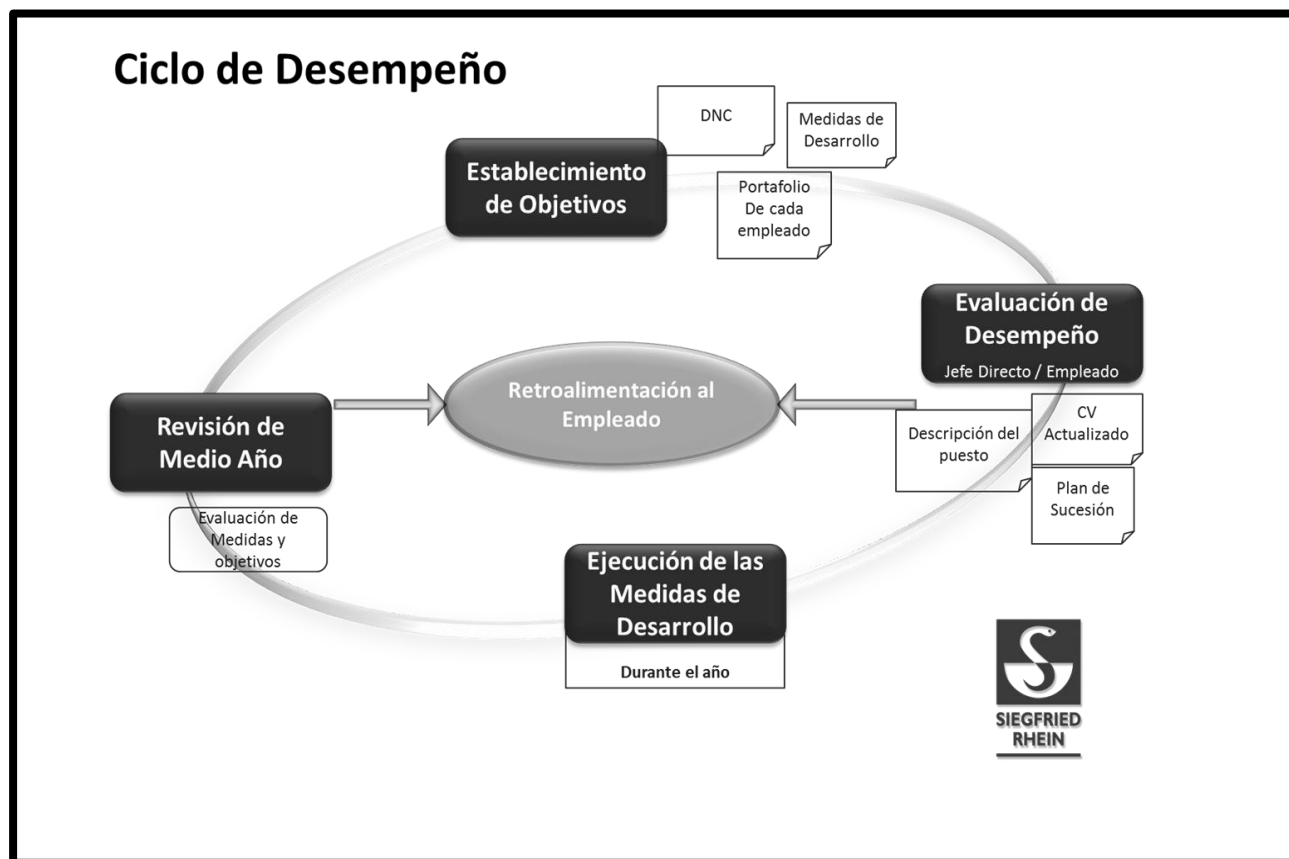 Ciclo de Desempeño
DNC
Medidas de
Desarrollo
Establecimiento
de Objetivos
Portafolio
De cada
empleado
Evaluación de
Desempeño
Jefe Directo / Empleado
Retroalimentación al
Empleado
Revisión de
Medio Año
Descripción del
puesto
CV
Actualizado
Plan de
Sucesión
Evaluación de
Medidas y
objetivos
Ejecución de las
Medidas de
Desarrollo
Durante el año
SIEGFRIED
RHEIN